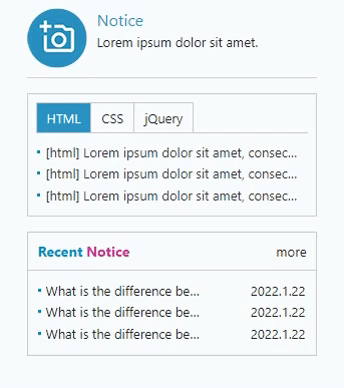 Notice
Lorem ipsum dolor sit amet.
HTML CSS jQuery
[html] Lorem ipsum dolor sit amet, consec...
[html] Lorem ipsum dolor sit amet, consec...
[html] Lorem ipsum dolor sit amet, consec...
Recent Notice more
What is the difference be... 2022.1.22
What is the difference be... 2022.1.22
What is the difference be... 2022.1.22